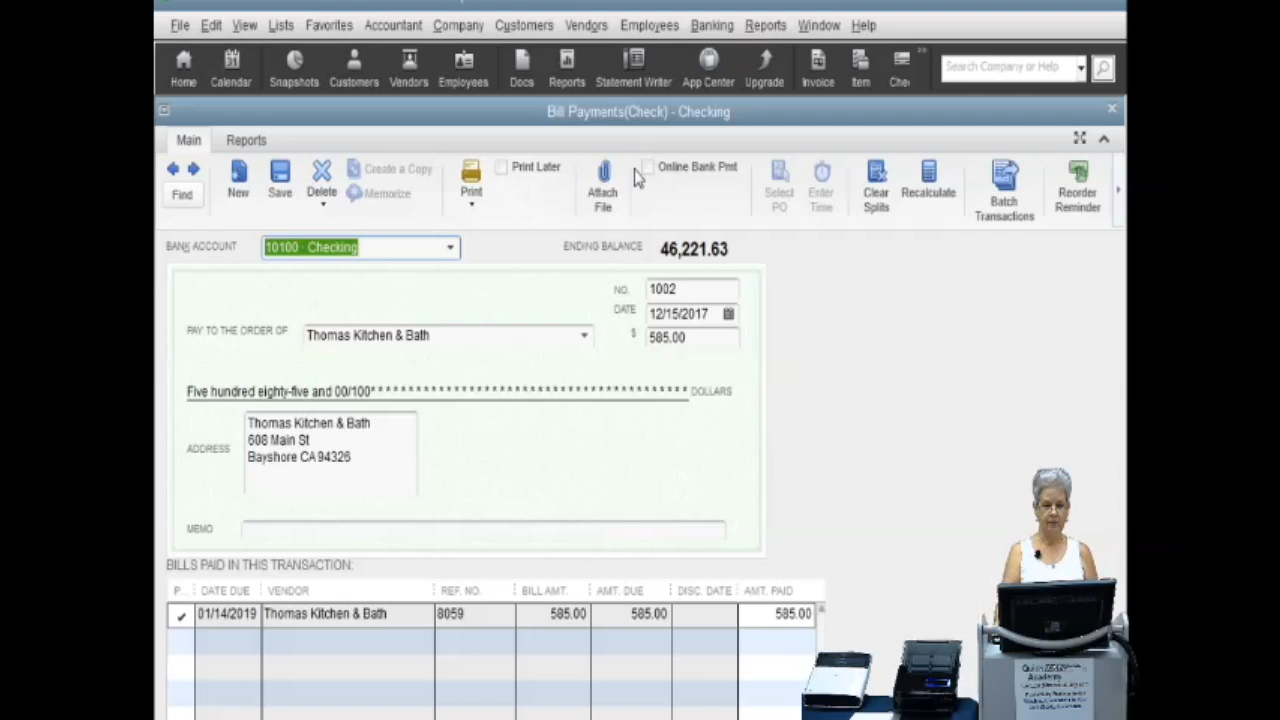 File Edit View Lists Favorites Accountant Company Customers Vendors Employees Banking Reports Window Help
Home Calendar Snapshots Customers Vendors Employees Docs Reports Statement Writer App Center Upgrade Invoice Item Che
Search Company or Help
Bill Payments(Check) - Checking
Main Reports
Find New Save Delete Create a Copy Memorize Print Print Later Attach File Online Bank Pmt Select PO Enter Time Clear Splits Recalculate Batch Transactions Reorder Reminder
BANK ACCOUNT 10100 · Checking ENDING BALANCE 46,221.63
NO. 1002
DATE 12/15/2017
PAY TO THE ORDER OF Thomas Kitchen & Bath $ 585.00
Five hundred eighty-five and 00/100 DOLLARS
Thomas Kitchen & Bath
ADDRESS 608 Main St
Bayshore CA 94326
MEMO
BILLS PAID IN THIS TRANSACTION:
P... DATE DUE VENDOR REF. NO. BILL AMT. AMT. DUE DISC. DATE AMT. PAID
01/14/2019 Thomas Kitchen & Bath 8059 585.00 585.00 585.00
Academy